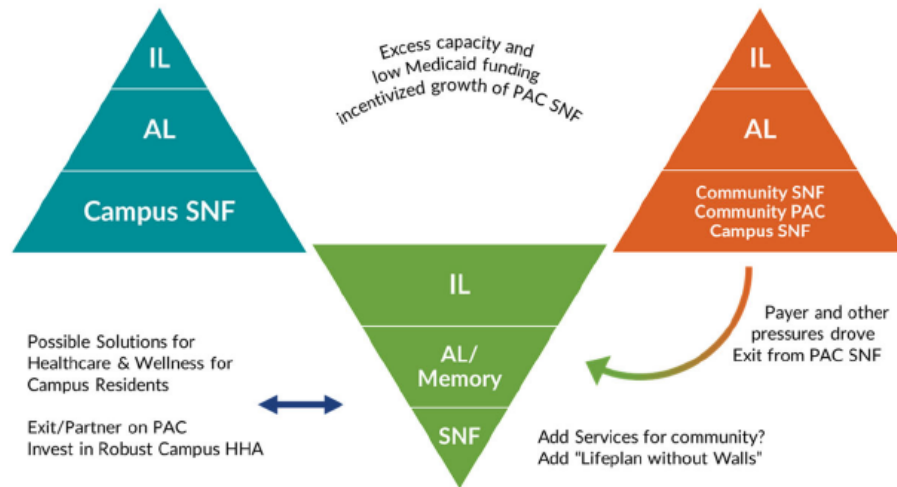 IL
AL
Campus SNF
Excess capacity and
low Medicaid funding
incentivized growth of PAC SNF
IL
AL
Community SNF
Community PAC
Campus SNF
IL
AL/
Memory
SNF
Payer and other
pressures drove
Exit from PAC SNF
Possible Solutions for
Healthcare & Wellness for
Campus Residents
Exit/Partner on PAC
Invest in Robust Campus HHA
Add Services for community?
Add "Lifeplan without Walls"